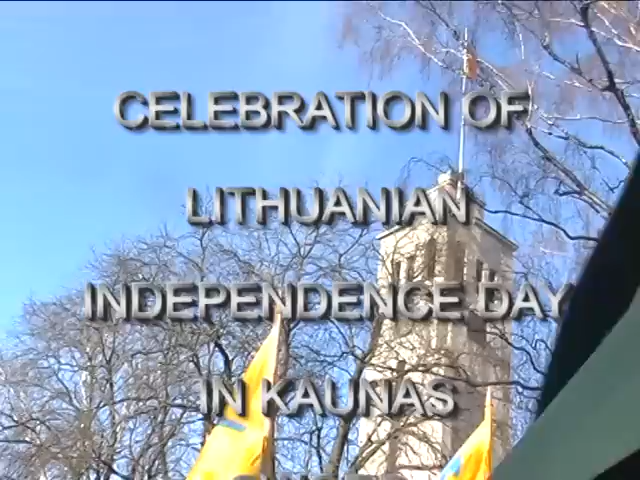 CELEBRATION OF
LITHUANIAN
INDEPENDENCE DAY
IN KAUNAS